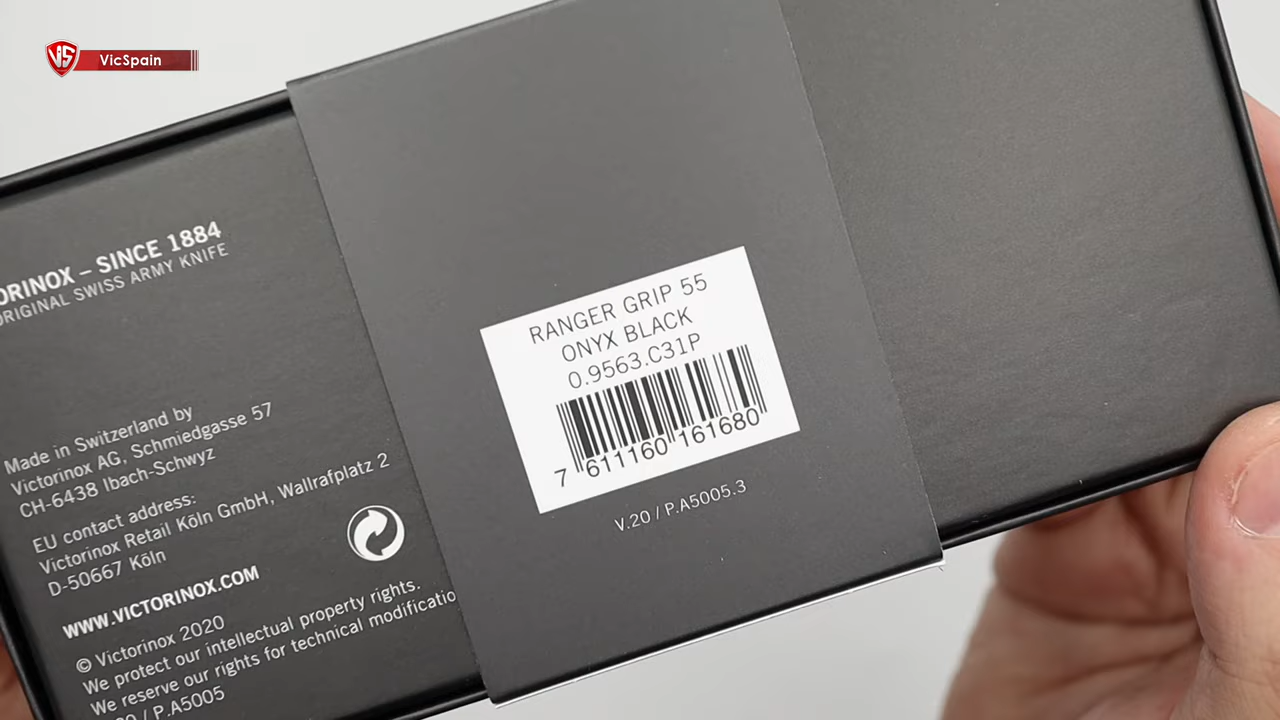 VS
VicSpain
ORINOX – SINCE 1884
ORIGINAL SWISS ARMY KNIFE
Made in Switzerland by
Victorinox AG, Schmiedgasse 57
CH-6438 Ibach-Schwyz
EU contact address:
Victorinox Retail Köln GmbH, Wallrafplatz 2
D-50667 Köln
WWW.VICTORINOX.COM
© Victorinox 2020
We protect our intellectual property rights.
We reserve our rights for technical modificatio
.20 / P.A5005
RANGER GRIP 55
ONYX BLACK
0.9563.C31P
7 611160 161680
V.20 / P.A5005.3